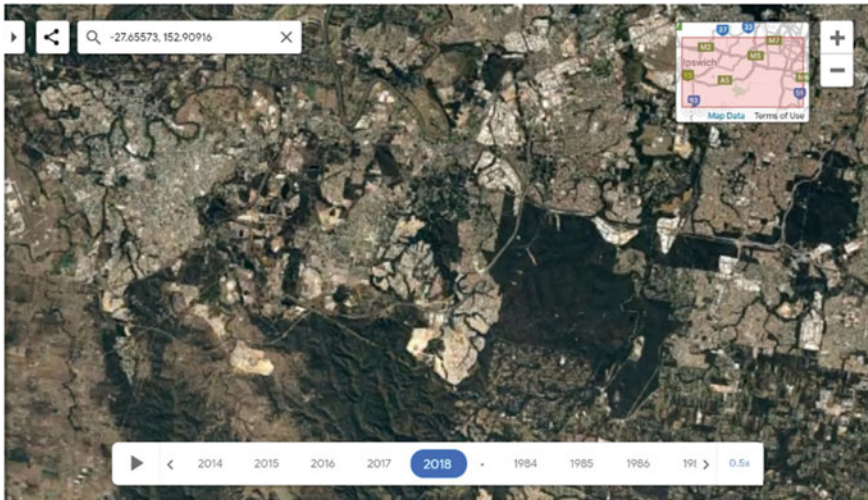 -27.65573, 152.90916
M2
M7
Ipswich
M5
A5
Map Data Terms of Use
2014 2015 2016 2017 2018 1984 1985 1986 0.5x